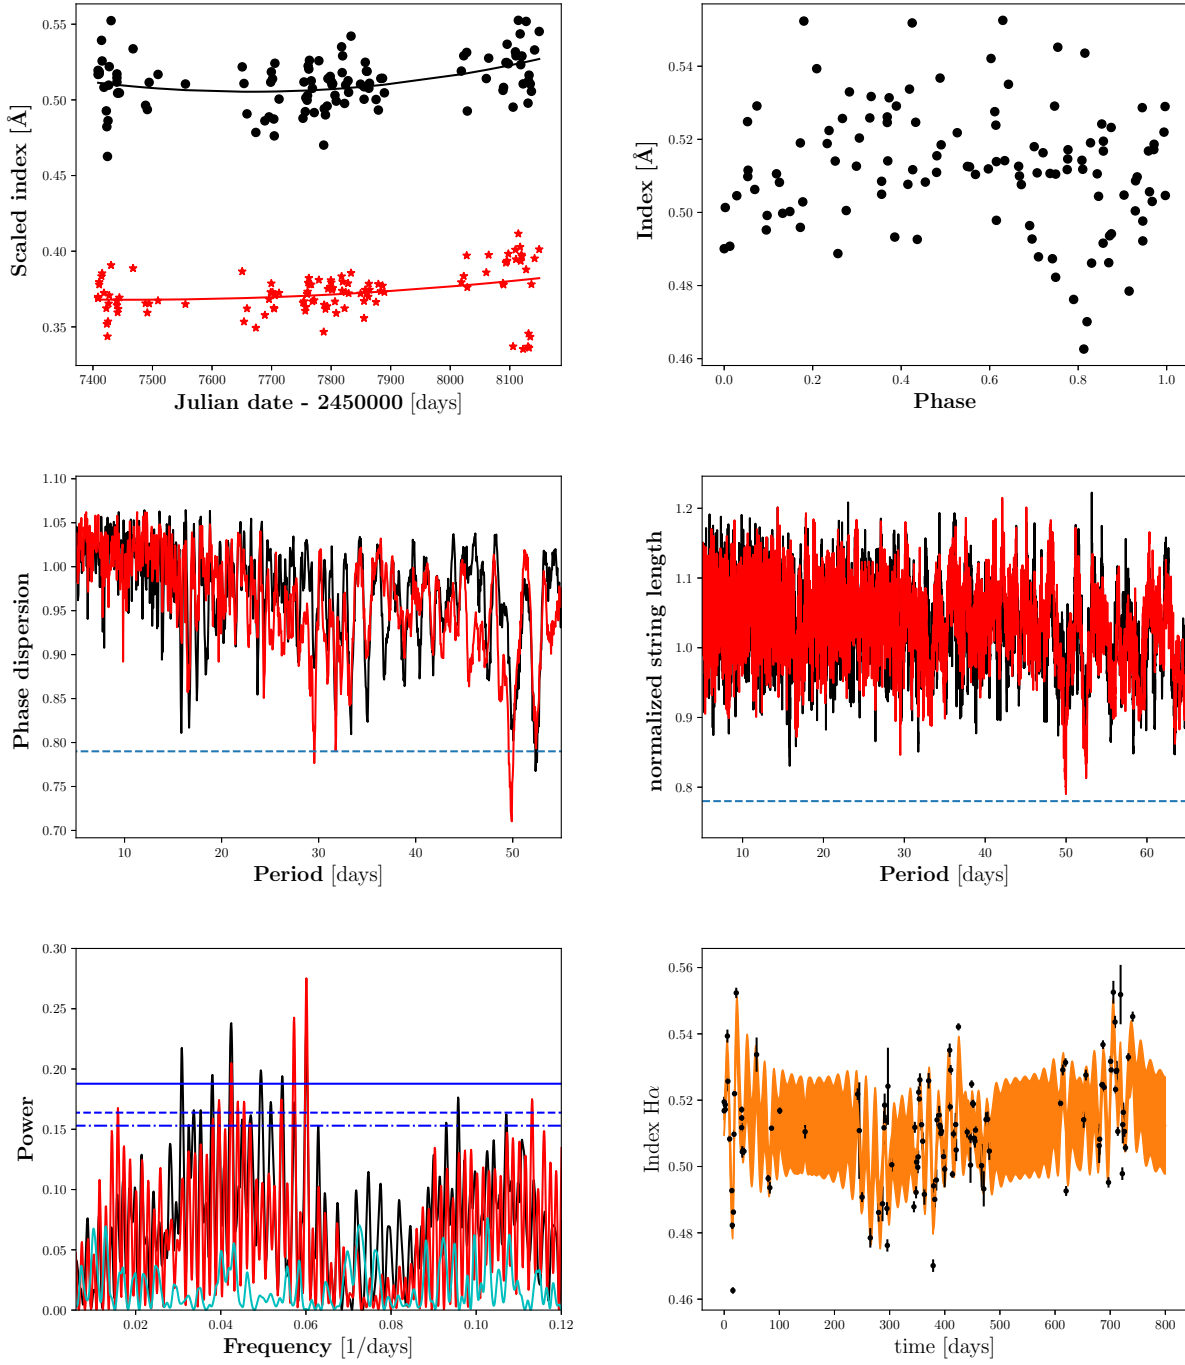 0.55
0.50
0.45
0.40
0.35
Scaled index [Å]
7400 7500 7600 7700 7800 7900 8000 8100
Julian date - 2450000 [days]
0.54
0.52
0.50
0.48
0.46
Index [Å]
0.0 0.2 0.4 0.6 0.8 1.0
Phase
1.10
1.05
1.00
0.95
0.90
0.85
0.80
0.75
0.70
Phase dispersion
10 20 30 40 50
Period [days]
1.2
1.1
1.0
0.9
0.8
normalized string length
10 20 30 40 50 60
Period [days]
0.30
0.25
0.20
0.15
0.10
0.05
0.00
Power
0.02 0.04 0.06 0.08 0.10 0.12
Frequency [1/days]
0.56
0.54
0.52
0.50
0.48
0.46
Index Hα
0 100 200 300 400 500 600 700 800
time [days]